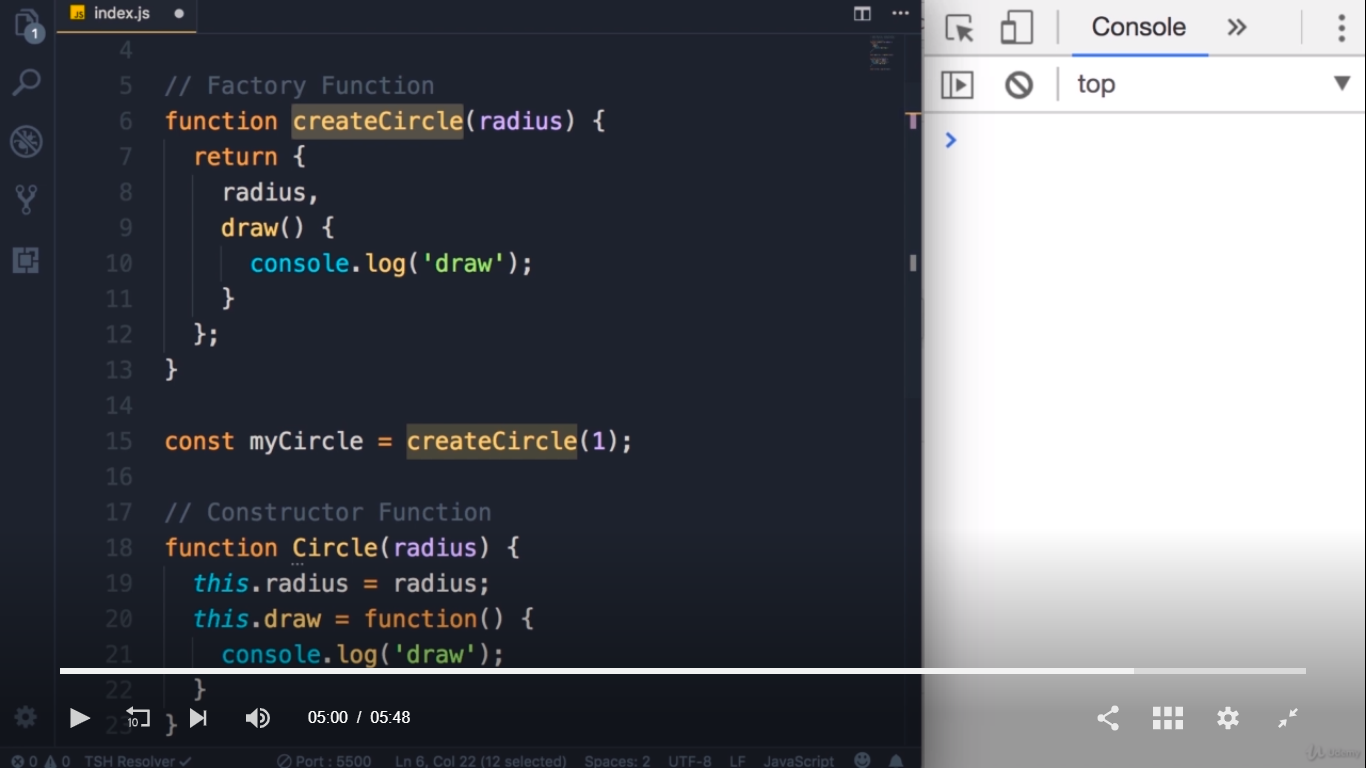 JS index.js
Console
top
1
4
5 // Factory Function
6 function createCircle(radius) {
7 return {
8 radius,
9 draw() {
10 console.log('draw');
11 }
12 };
13 }
14
15 const myCircle = createCircle(1);
16
17 // Constructor Function
18 function Circle(radius) {
19 this.radius = radius;
20 this.draw = function() {
21 console.log('draw');
22 }
23 }
10
05:00 / 05:48
0 0 TSH Resolver Port : 5500 Ln 6, Col 22 (12 selected) Spaces: 2 UTF-8 LF JavaScript
Udemy